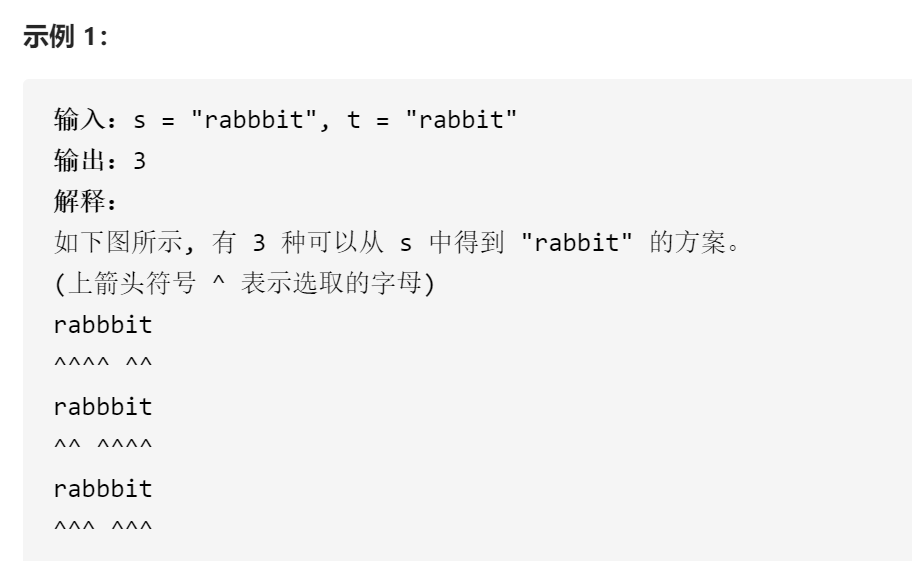 示例 1：
输入：s = "rabbbit", t = "rabbit"
输出：3
解释：
如下图所示, 有 3 种可以从 s 中得到 "rabbit" 的方案。
(上箭头符号 ^ 表示选取的字母)
rabbbit
^^^^ ^^
rabbbit
^^ ^^^^
rabbbit
^^^ ^^^